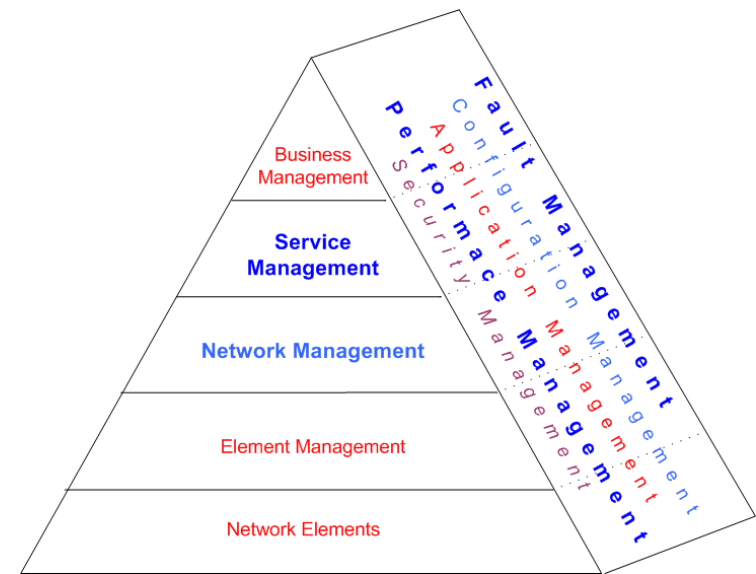 Business
Management
Service
Management
Network Management
Element Management
Network Elements
Fault Management
Configuration Management
Application Management
Performace Management
Security Management